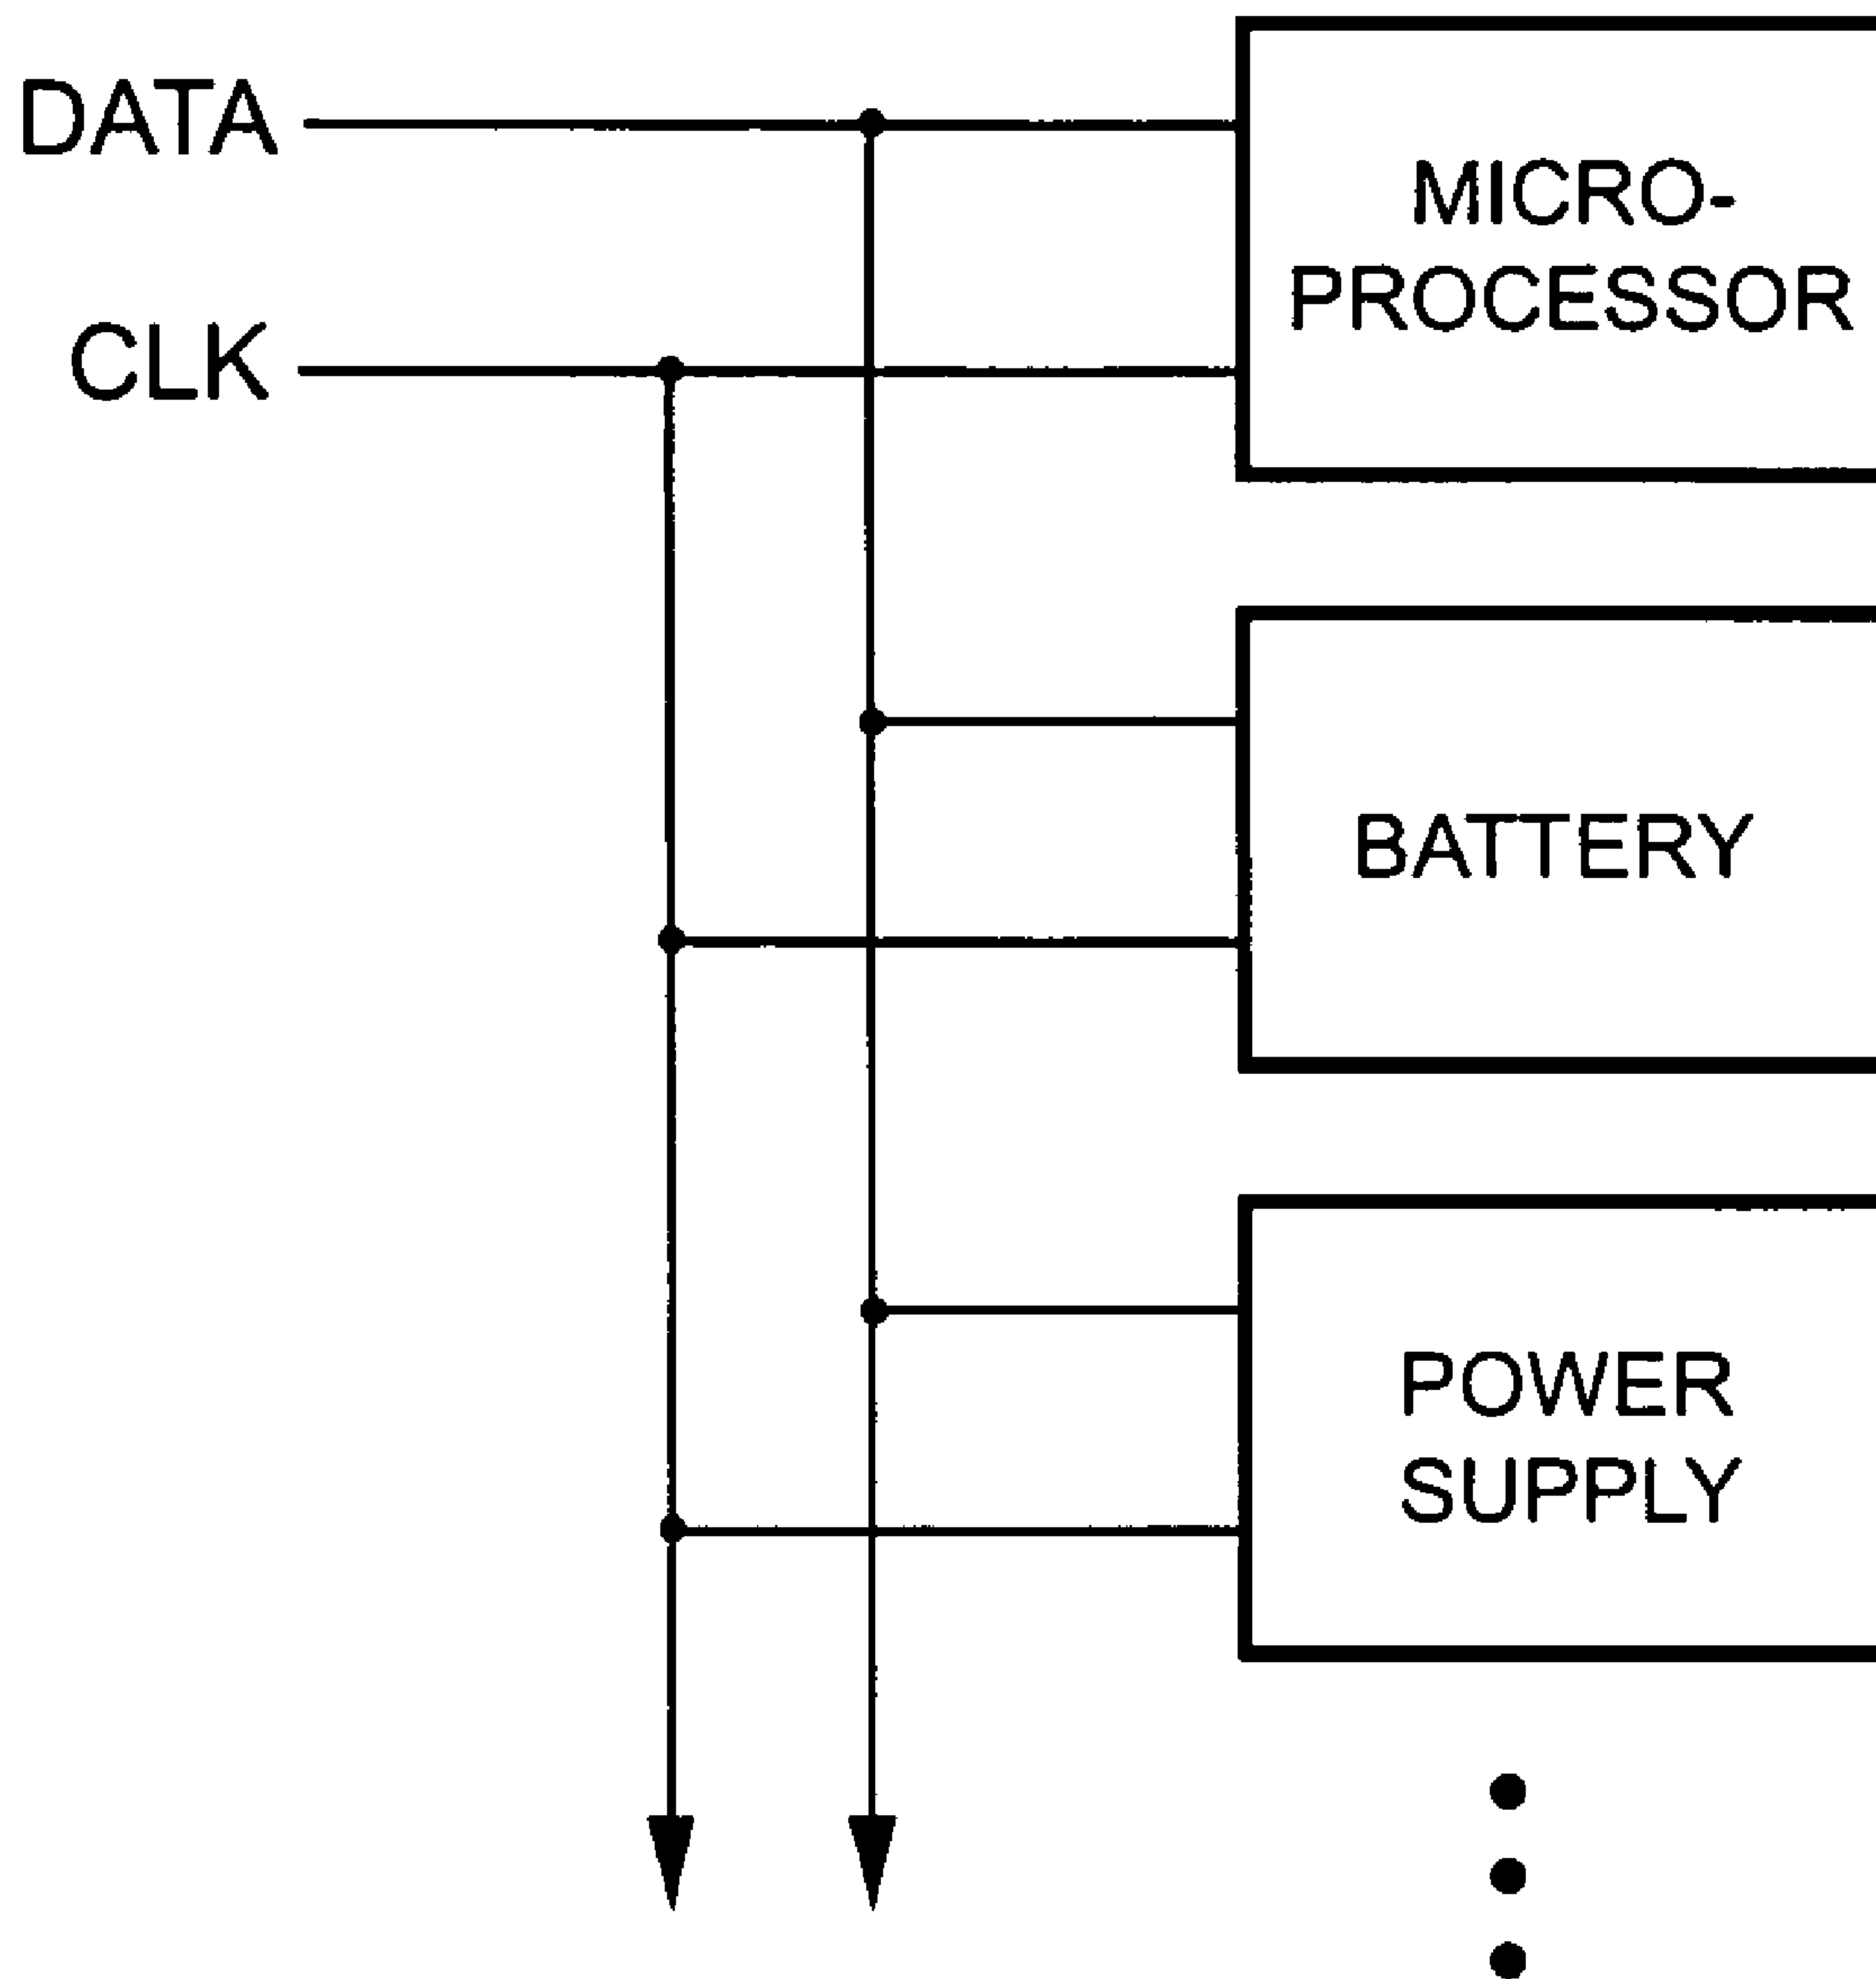 DATA
CLK
MICRO-
PROCESSOR
BATTERY
POWER
SUPPLY